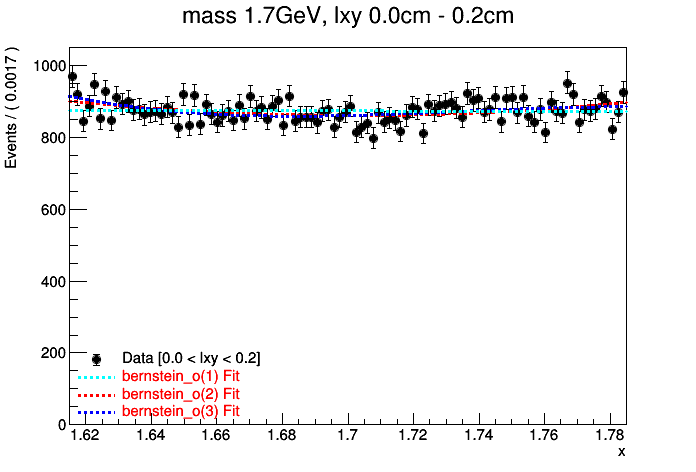 mass 1.7GeV, lxy 0.0cm - 0.2cm
Events / ( 0.0017 )
1000
800
600
400
200
0
Data [0.0 < lxy < 0.2]
bernstein_o(1) Fit
bernstein_o(2) Fit
bernstein_o(3) Fit
1.62 1.64 1.66 1.68 1.7 1.72 1.74 1.76 1.78
x